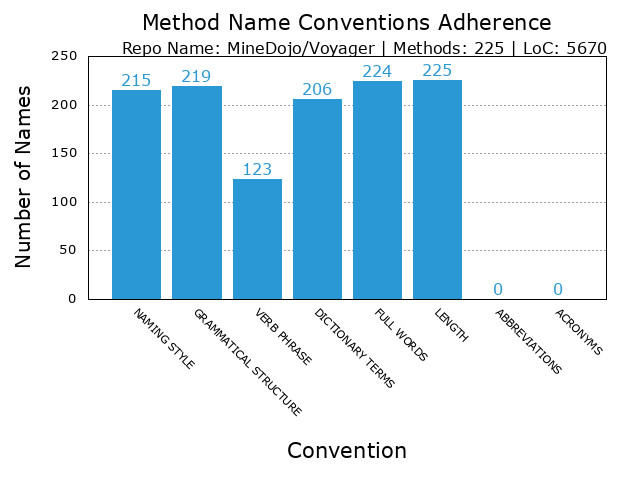 Method Name Conventions Adherence
Repo Name: MineDojo/Voyager | Methods: 225 | LoC: 5670
250
200
150
100
50
0
Number of Names
215
219
123
206
224
225
0
0
NAMING STYLE
GRAMMATICAL STRUCTURE
VERB PHRASE
DICTIONARY TERMS
FULL WORDS
LENGTH
ABBREVIATIONS
ACRONYMS
Convention